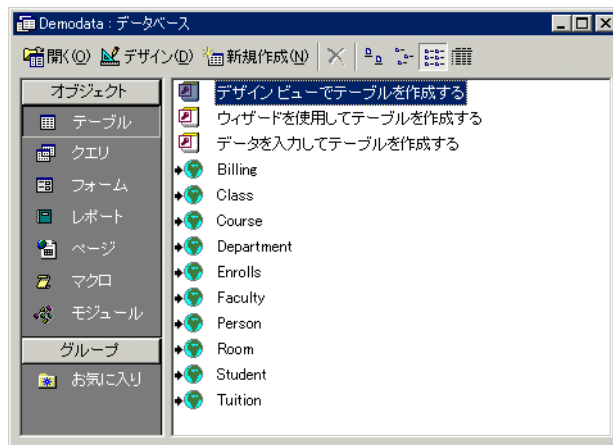 Demodata : データベース
開く(O) デザイン(D) 新規作成(N)
オブジェクト
テーブル
クエリ
フォーム
レポート
ページ
マクロ
モジュール
グループ
お気に入り
デザイン ビューでテーブルを作成する
ウィザードを使用してテーブルを作成する
データを入力してテーブルを作成する
Billing
Class
Course
Department
Enrolls
Faculty
Person
Room
Student
Tuition